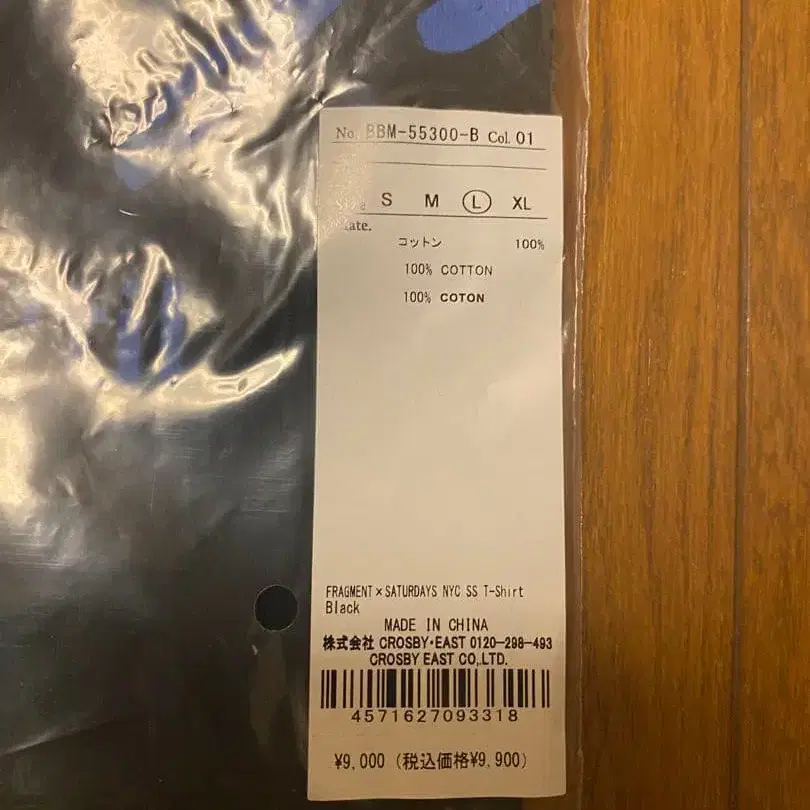 No. BBM-55300-B Col. 01
S M L XL
コットン 100%
100% COTTON
100% COTON
FRAGMENT×SATURDAYS NYC SS T-Shirt
Black
MADE IN CHINA
株式会社 CROSBY・EAST 0120-298-493
CROSBY EAST CO,.LTD.
4571627093318
¥9,000 (税込価格¥9,900)